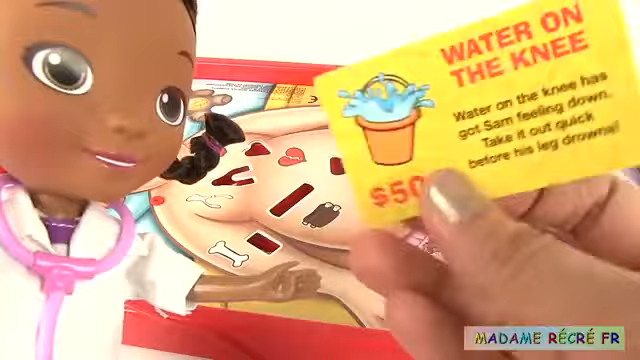 WATER ON
THE KNEE
Water on the knee has
got Sam feeling down.
Take it out quick
before his leg drowns!
MADAME RÉCRÉ FR